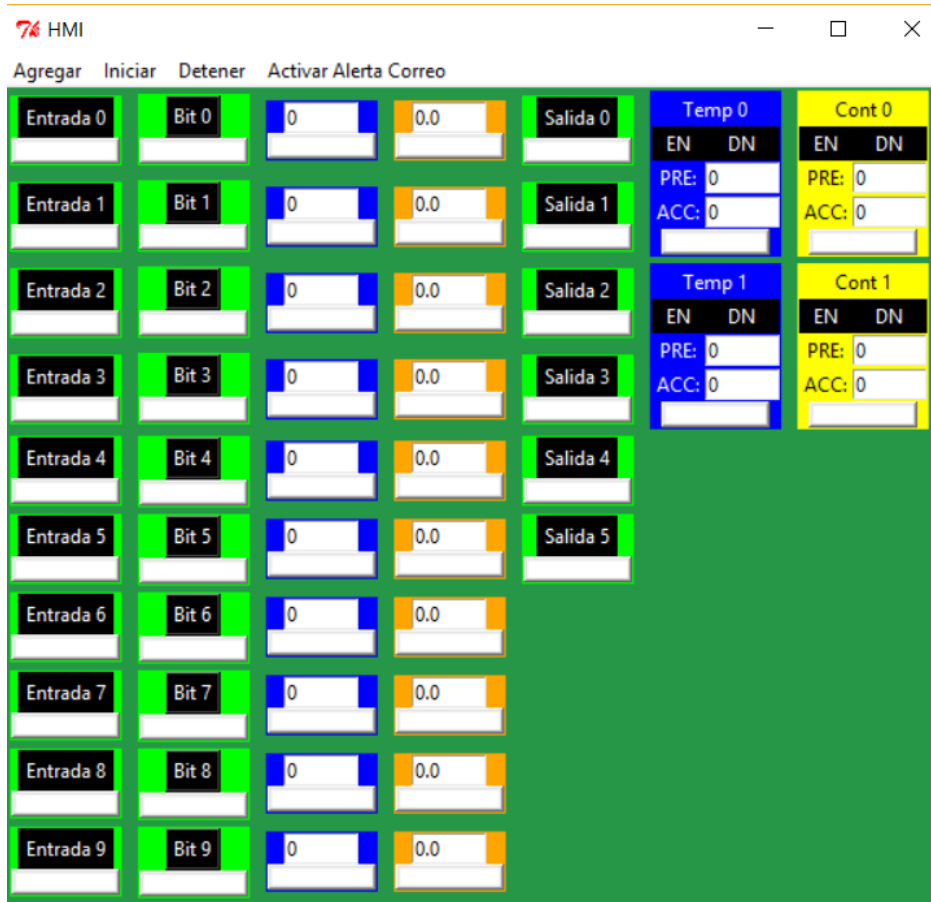 HMI
Agregar Iniciar Detener Activar Alerta Correo
Entrada 0 Bit 0 0 0.0 Salida 0 Temp 0 Cont 0
EN DN EN DN
PRE: 0 PRE: 0
Entrada 1 Bit 1 0 0.0 Salida 1 ACC: 0 ACC: 0
Entrada 2 Bit 2 0 0.0 Salida 2 Temp 1 Cont 1
EN DN EN DN
PRE: 0 PRE: 0
Entrada 3 Bit 3 0 0.0 Salida 3 ACC: 0 ACC: 0
Entrada 4 Bit 4 0 0.0 Salida 4
Entrada 5 Bit 5 0 0.0 Salida 5
Entrada 6 Bit 6 0 0.0
Entrada 7 Bit 7 0 0.0
Entrada 8 Bit 8 0 0.0
Entrada 9 Bit 9 0 0.0